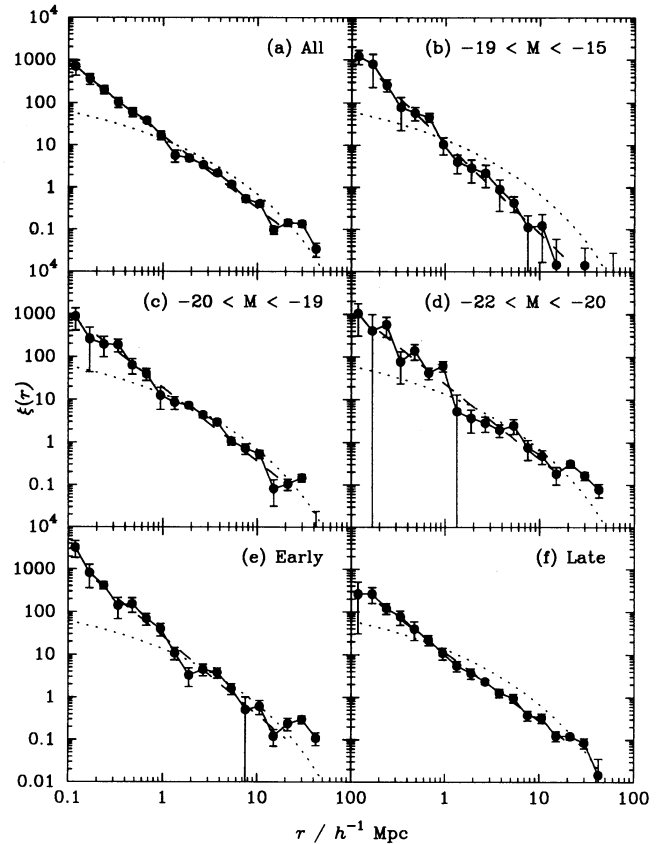 (a) All
(b) −19 < M < −15
1000
100
10
1
0.1
10⁴
(c) −20 < M < −19
(d) −22 < M < −20
1000
100
10
1
0.1
10⁴
ξ(r)
(e) Early
(f) Late
1000
100
10
1
0.1
0.01
0.1 1 10 100 1 10 100
r / h⁻¹ Mpc